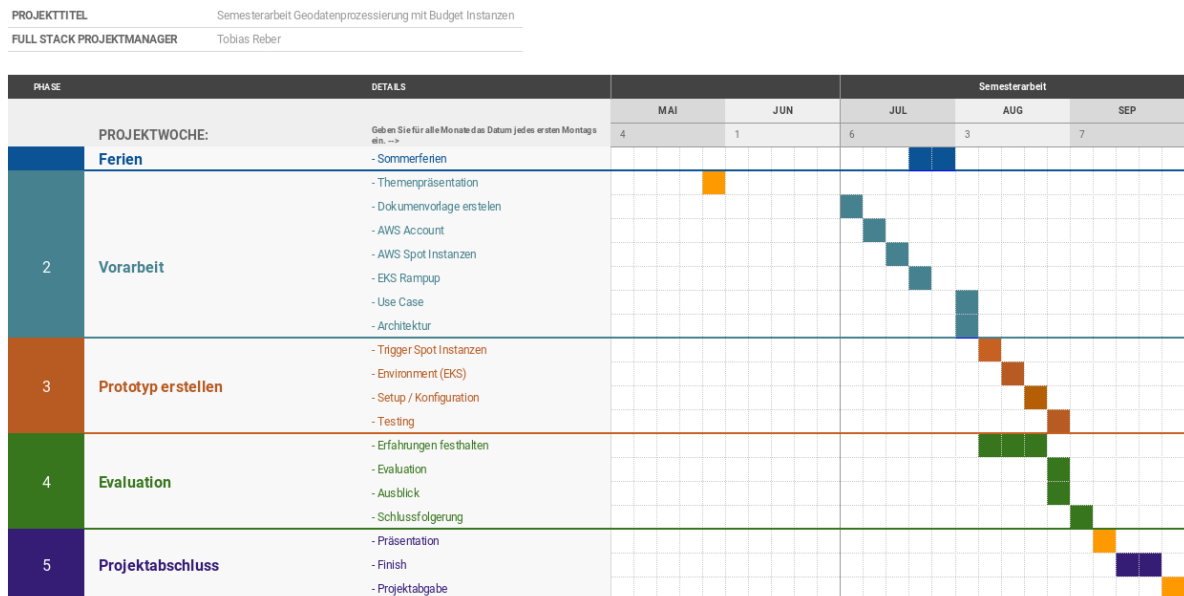 PROJEKTTITEL Semesterarbeit Geodatenprozessierung mit Budget Instanzen
FULL STACK PROJEKTMANAGER Tobias Reber
PHASE DETAILS Semesterarbeit
MAI JUN JUL AUG SEP
PROJEKTWOCHE: Geben Sie für alle Monate das Datum jedes ersten Montags
ein. --> 4 1 6 3 7
Ferien - Sommerferien
- Themenpräsentation
- Dokumenvorlage erstelen
- AWS Account
- AWS Spot Instanzen
2 Vorarbeit
- EKS Rampup
- Use Case
- Architektur
- Trigger Spot Instanzen
- Environment (EKS)
3 Prototyp erstellen
- Setup / Konfiguration
- Testing
- Erfahrungen festhalten
- Evaluation
4 Evaluation
- Ausblick
- Schlussfolgerung
- Präsentation
5 Projektabschluss - Finish
- Projektabgabe